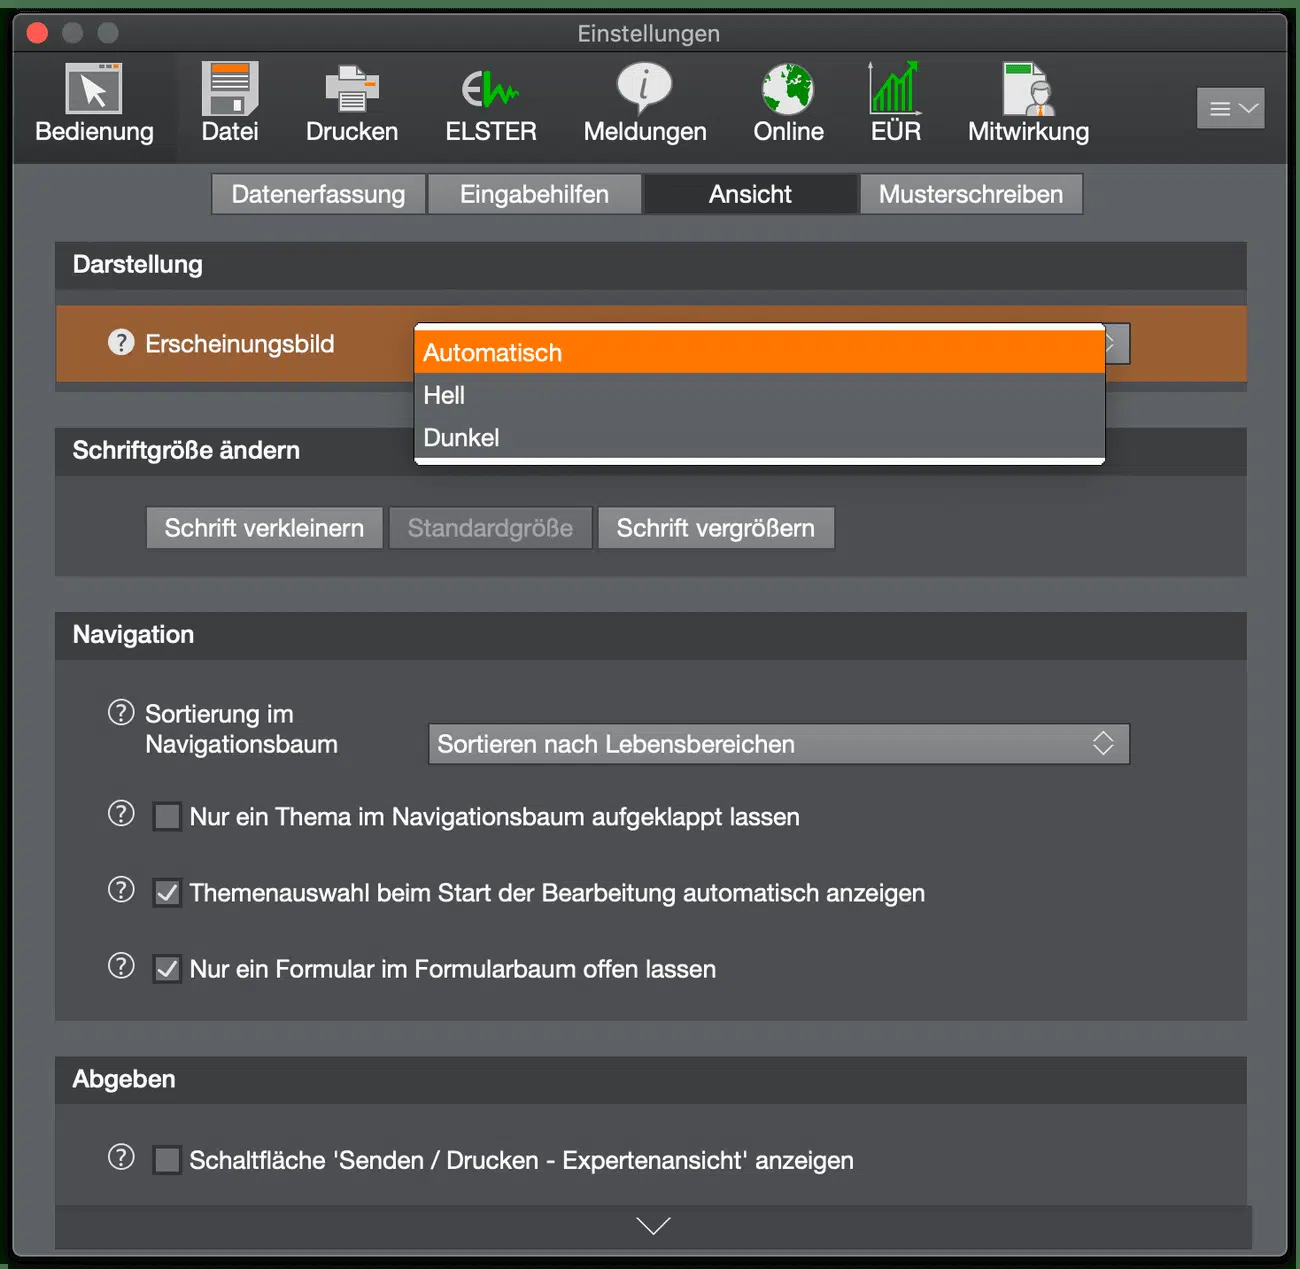 Einstellungen
Bedienung Datei Drucken ELSTER Meldungen Online EÜR Mitwirkung
Datenerfassung Eingabehilfen Ansicht Musterschreiben
Darstellung
? Erscheinungsbild
Automatisch
Hell
Dunkel
Schriftgröße ändern
Schrift verkleinern Standardgröße Schrift vergrößern
Navigation
? Sortierung im
Navigationsbaum
Sortieren nach Lebensbereichen
? Nur ein Thema im Navigationsbaum aufgeklappt lassen
? Themenauswahl beim Start der Bearbeitung automatisch anzeigen
? Nur ein Formular im Formularbaum offen lassen
Abgeben
? Schaltfläche 'Senden / Drucken - Expertenansicht' anzeigen